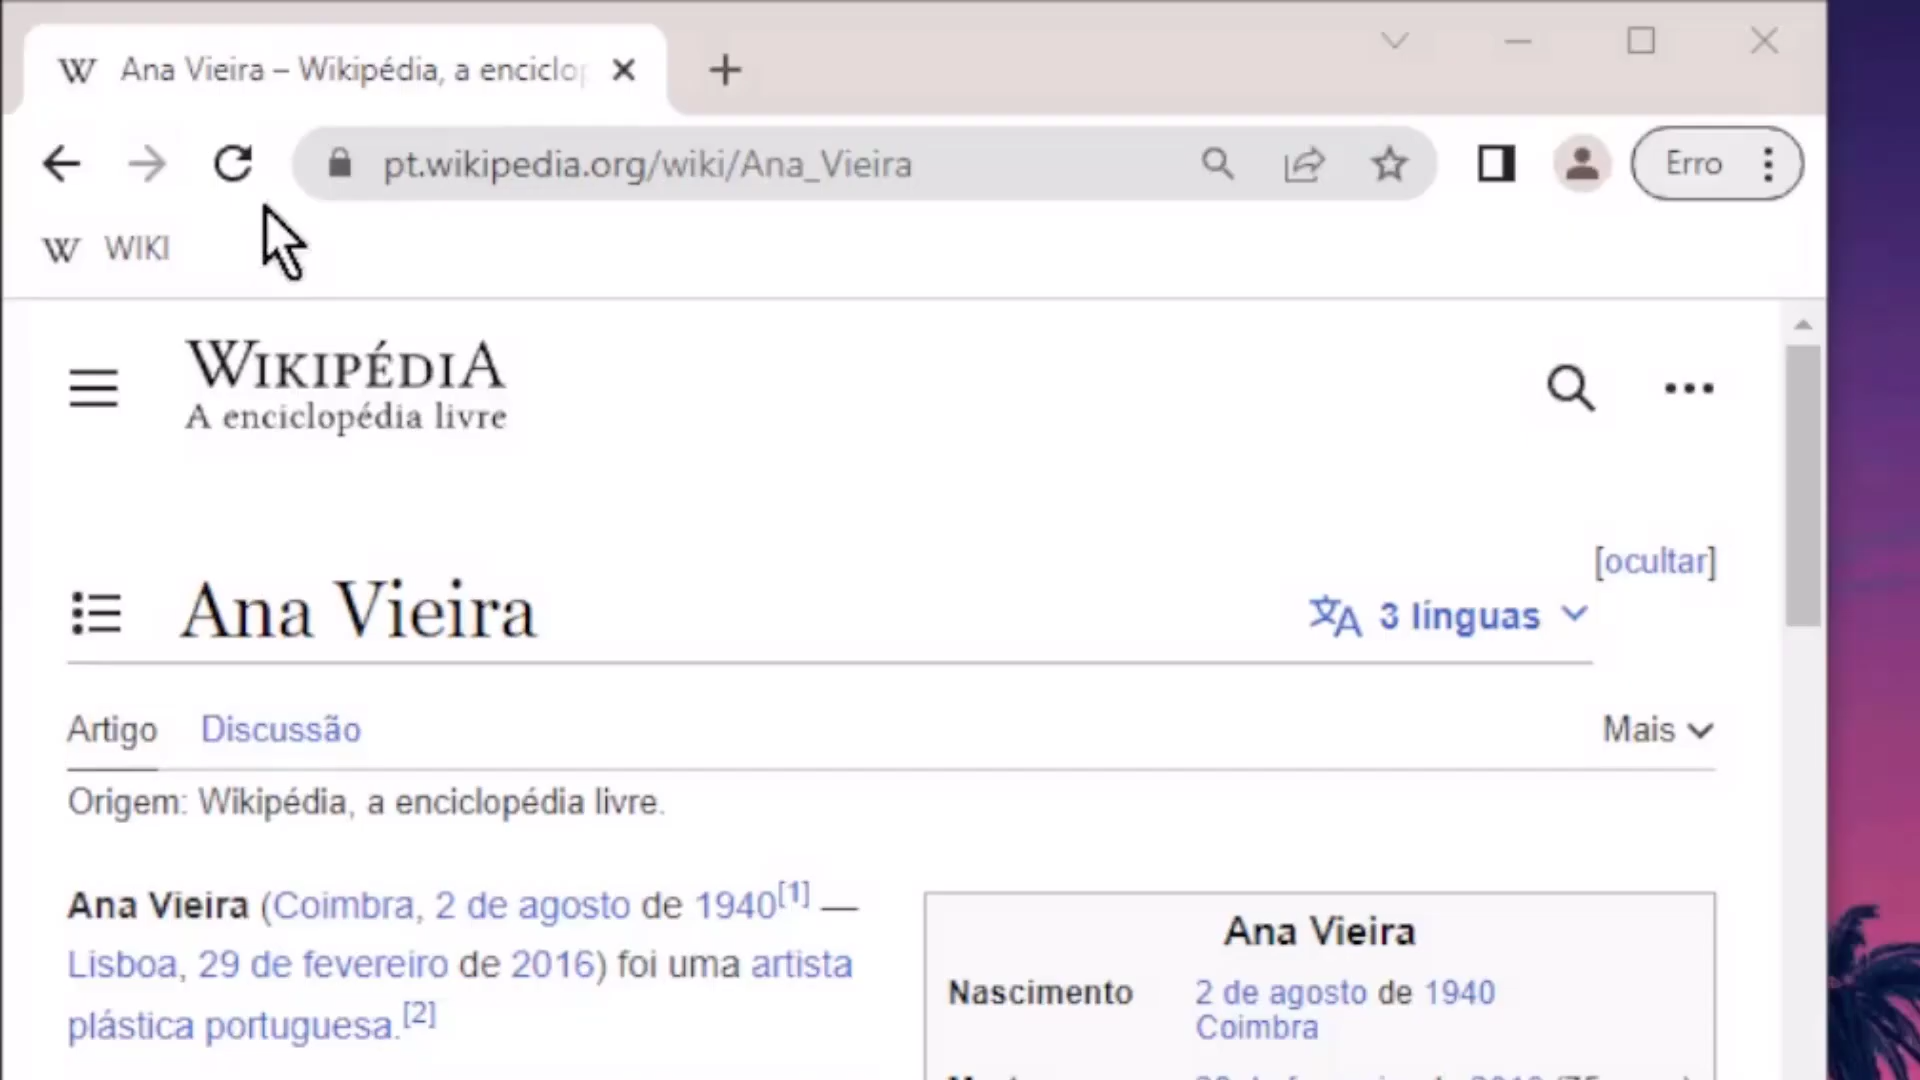 Ana Vieira – Wikipédia, a enciclo
pt.wikipedia.org/wiki/Ana_Vieira
Erro
WIKI
WIKIPÉDIA
A enciclopédia livre
[ocultar]
Ana Vieira
3 línguas
Artigo Discussão Mais
Origem: Wikipédia, a enciclopédia livre.
Ana Vieira (Coimbra, 2 de agosto de 1940[1] —
Lisboa, 29 de fevereiro de 2016) foi uma artista
plástica portuguesa.[2]
Ana Vieira
Nascimento 2 de agosto de 1940
Coimbra